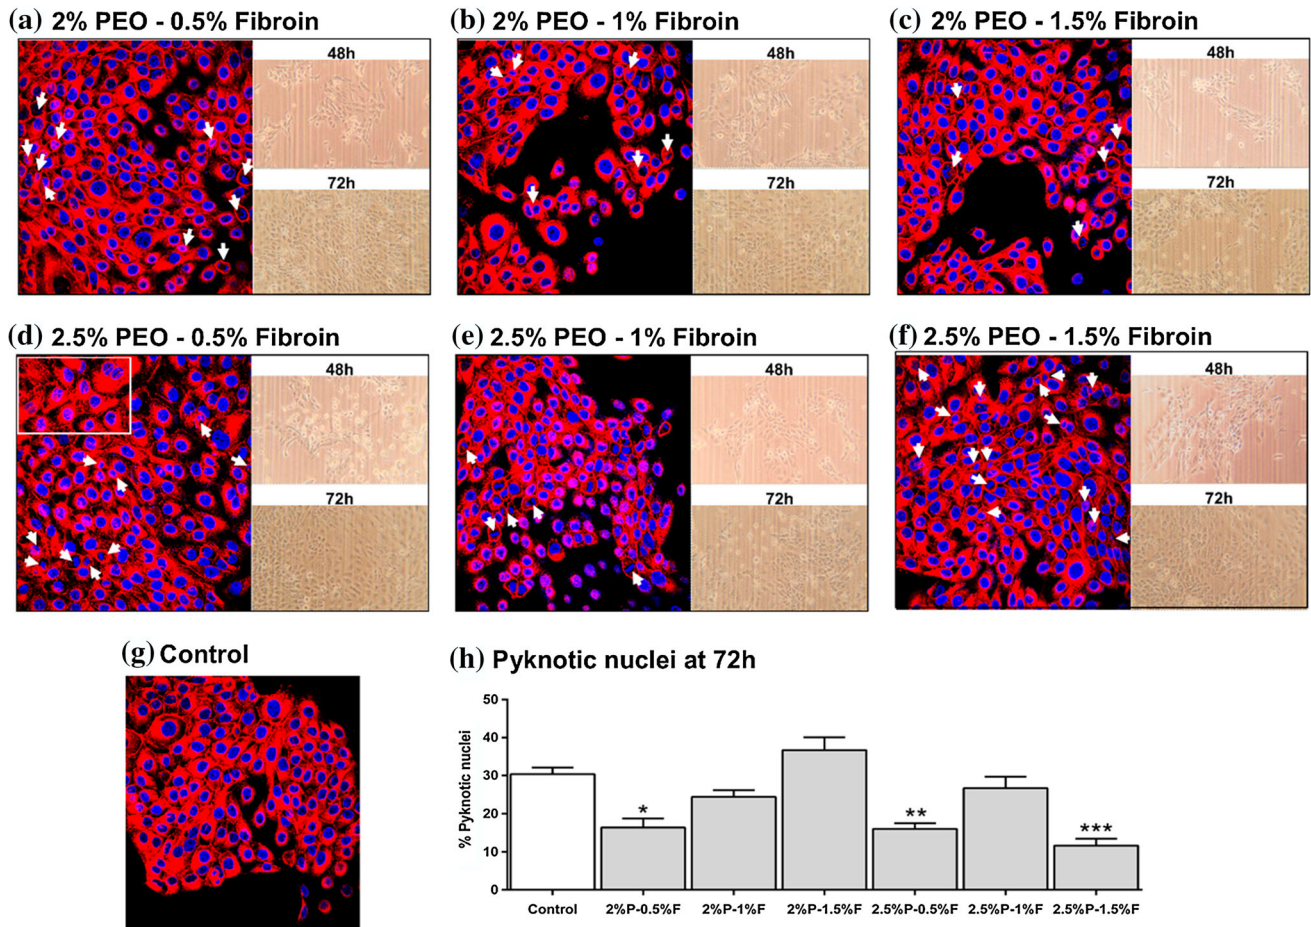 (a) 2% PEO - 0.5% Fibroin
48h
72h
(b) 2% PEO - 1% Fibroin
48h
72h
(c) 2% PEO - 1.5% Fibroin
48h
72h
(d) 2.5% PEO - 0.5% Fibroin
48h
72h
(e) 2.5% PEO - 1% Fibroin
48h
72h
(f) 2.5% PEO - 1.5% Fibroin
48h
72h
(g) Control
(h) Pyknotic nuclei at 72h
% Pyknotic nuclei
50
40
30
20
10
0
*
**
***
Control
2%P-0.5%F
2%P-1%F
2%P-1.5%F
2.5%P-0.5%F
2.5%P-1%F
2.5%P-1.5%F